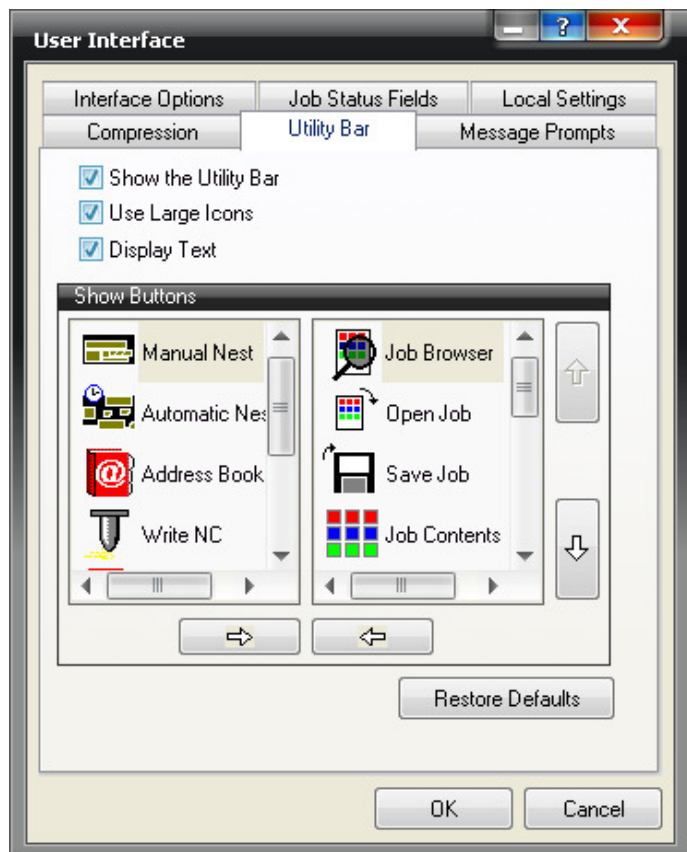 User Interface
?
X
Interface Options
Job Status Fields
Local Settings
Compression
Utility Bar
Message Prompts
Show the Utility Bar
Use Large Icons
Display Text
Show Buttons
Manual Nest
Automatic Nes
@ Address Book
Write NC
Job Browser
Open Job
Save Job
Job Contents
Restore Defaults
OK
Cancel